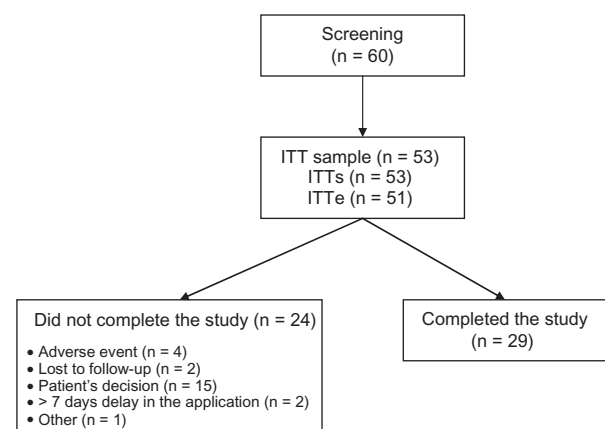 Screening
(n = 60)
ITT sample (n = 53)
ITTs (n = 53)
ITTe (n = 51)
Did not complete the study (n = 24)
• Adverse event (n = 4)
• Lost to follow-up (n = 2)
• Patient's decision (n = 15)
• > 7 days delay in the application (n = 2)
• Other (n = 1)
Completed the study
(n = 29)